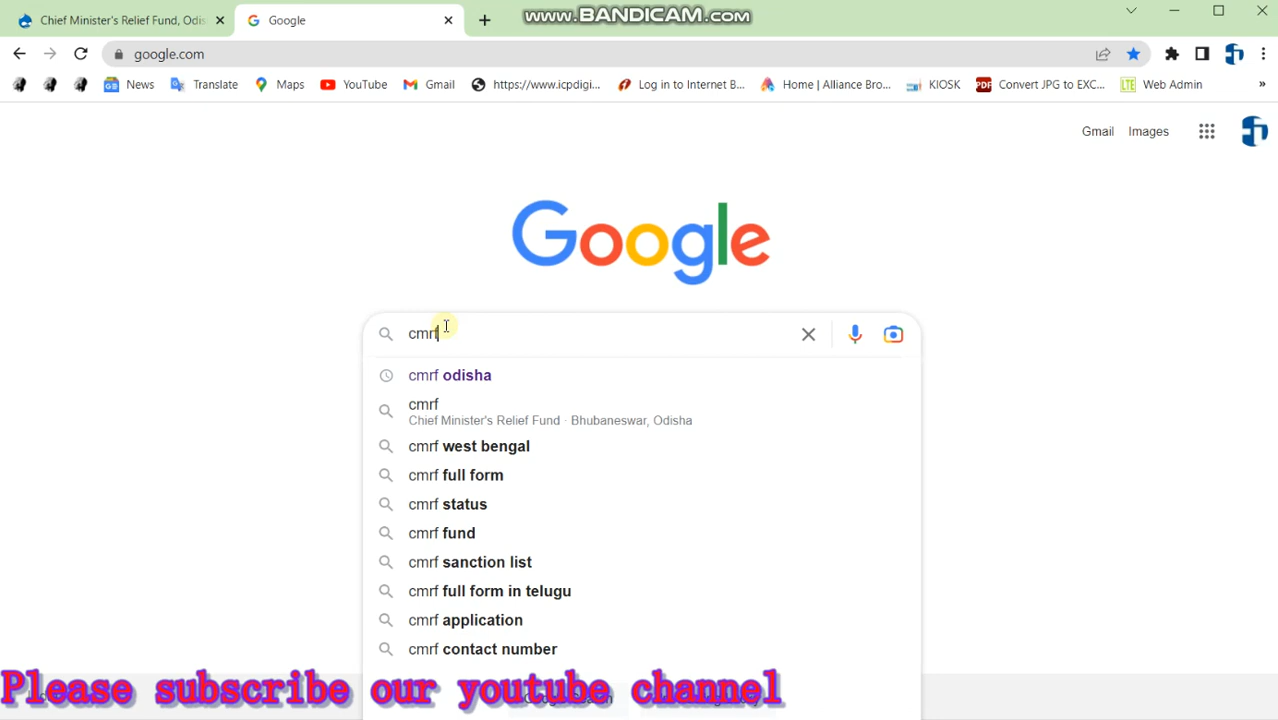 Chief Minister's Relief Fund, Odis
Google
www.BANDICAM.com
google.com
News
Translate
Maps
YouTube
Gmail
https://www.icpdigi...
Log in to Internet B...
Home | Alliance Bro...
KIOSK
Convert JPG to EXC...
Web Admin
Gmail
Images
Google
cmrf
cmrf odisha
cmrf
Chief Minister's Relief Fund · Bhubaneswar, Odisha
cmrf west bengal
cmrf full form
cmrf status
cmrf fund
cmrf sanction list
cmrf full form in telugu
cmrf application
cmrf contact number
Please subscribe our youtube channel